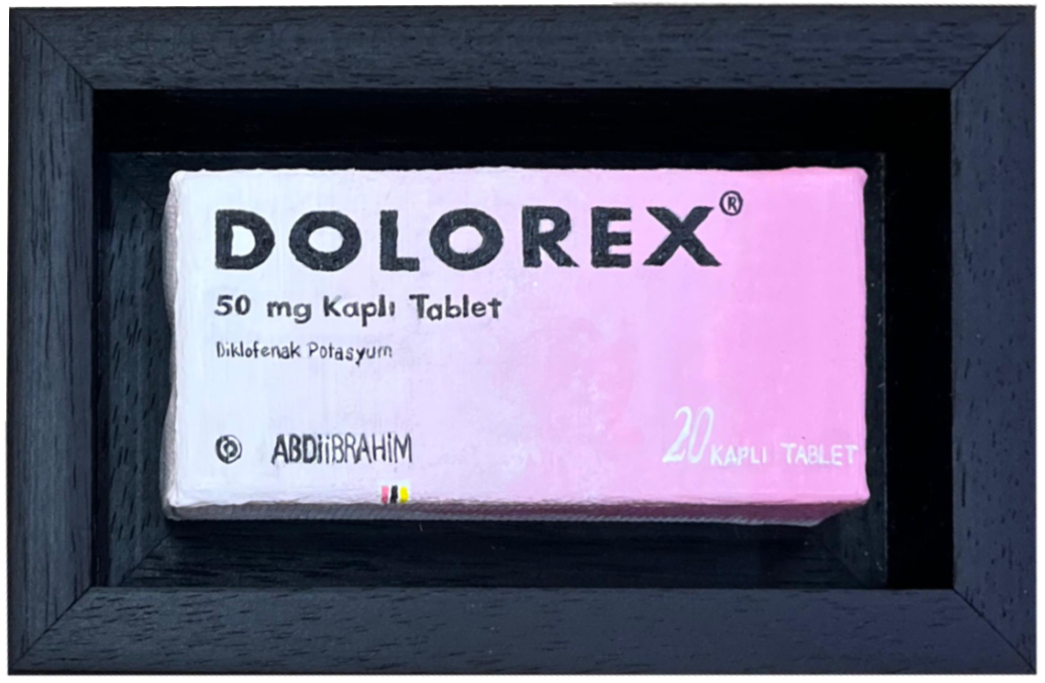 DOLOREX®
50 mg Kaplı Tablet
Diklofenak Potasyum
ABDİİBRAHİM
20 KAPLI TABLET